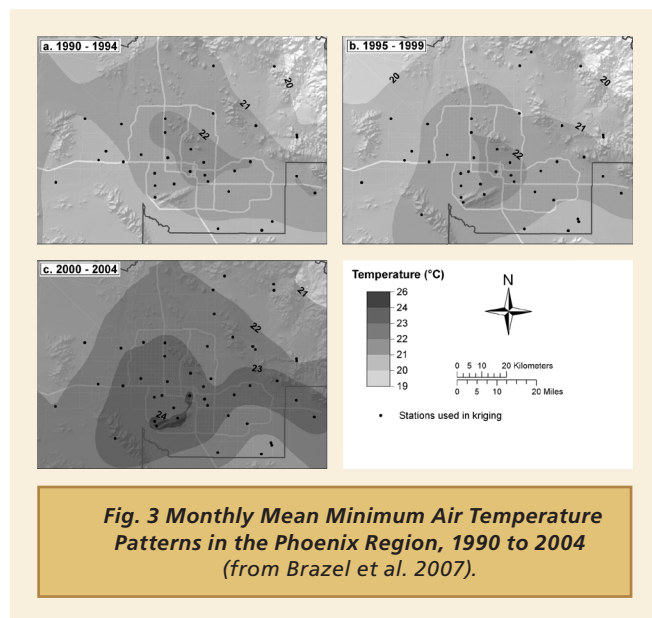 a. 1990 - 1994
20
21
22
b. 1995 - 1999
20
20
21
22
c. 2000 - 2004
21
22
23
24
Temperature (°C)
26
24
23
22
21
20
19
N
0 5 10 20 Kilometers
0 5 10 20 Miles
Stations used in kriging
Fig. 3 Monthly Mean Minimum Air Temperature
Patterns in the Phoenix Region, 1990 to 2004
(from Brazel et al. 2007).